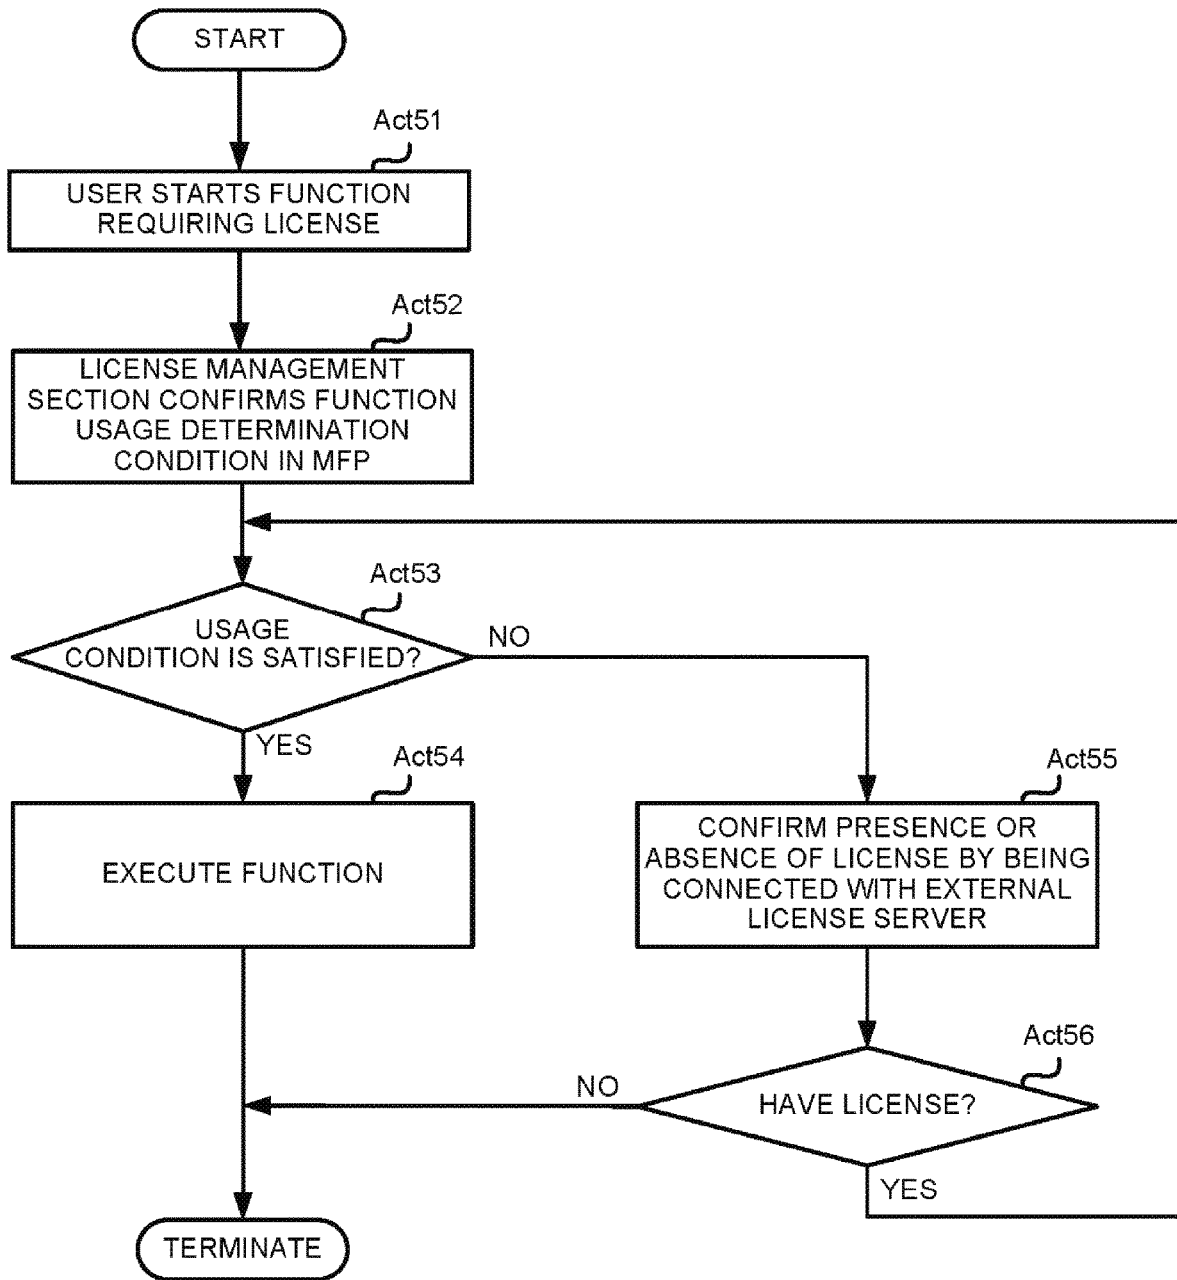 START
Act51
USER STARTS FUNCTION
REQUIRING LICENSE
Act52
LICENSE MANAGEMENT
SECTION CONFIRMS FUNCTION
USAGE DETERMINATION
CONDITION IN MFP
Act53
USAGE
CONDITION IS SATISFIED?
NO
YES
Act54
EXECUTE FUNCTION
Act55
CONFIRM PRESENCE OR
ABSENCE OF LICENSE BY BEING
CONNECTED WITH EXTERNAL
LICENSE SERVER
Act56
HAVE LICENSE?
NO
YES
TERMINATE